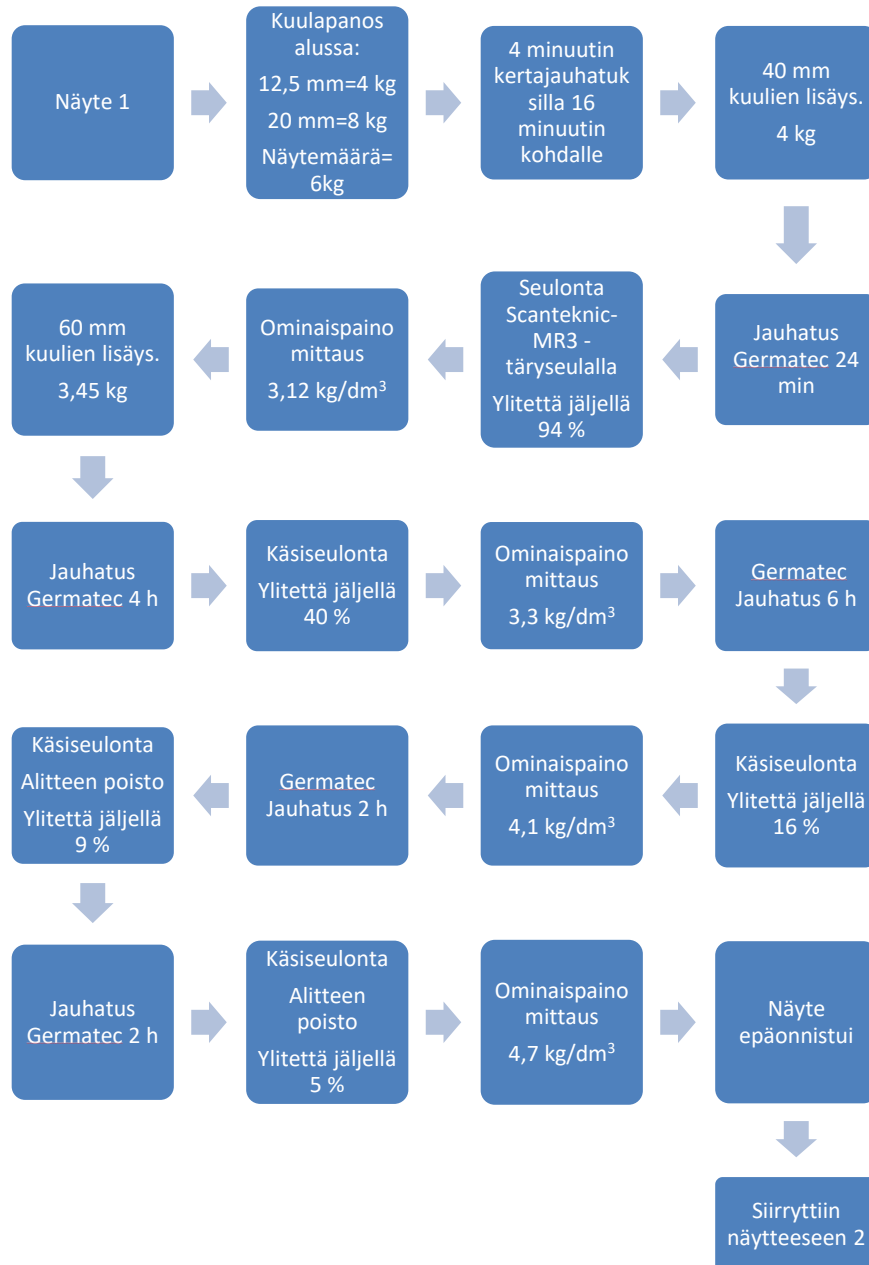 Näyte 1
Kuulapanos
alussa:
12,5 mm=4 kg
20 mm=8 kg
Näytemäärä=
6kg
4 minuutin
kertajauhatuk
silla 16
minuutin
kohdalle
40 mm
kuulien lisäys.
4 kg
Jauhatus
Germatec 24
min
Seulonta
Scanteknic-
MR3 -
täryseulalla
Ylitettä jäljellä
94 %
Ominaispaino
mittaus
3,12 kg/dm³
60 mm
kuulien lisäys.
3,45 kg
Jauhatus
Germatec 4 h
Käsiseulonta
Ylitettä jäljellä
40 %
Ominaispaino
mittaus
3,3 kg/dm³
Germatec
Jauhatus 6 h
Käsiseulonta
Ylitettä jäljellä
16 %
Ominaispaino
mittaus
4,1 kg/dm³
Germatec
Jauhatus 2 h
Käsiseulonta
Alitteen poisto
Ylitettä jäljellä
9 %
Jauhatus
Germatec 2 h
Käsiseulonta
Alitteen
poisto
Ylitettä jäljellä
5 %
Ominaispaino
mittaus
4,7 kg/dm³
Näyte
epäonnistui
Siirryttiin
näytteeseen 2